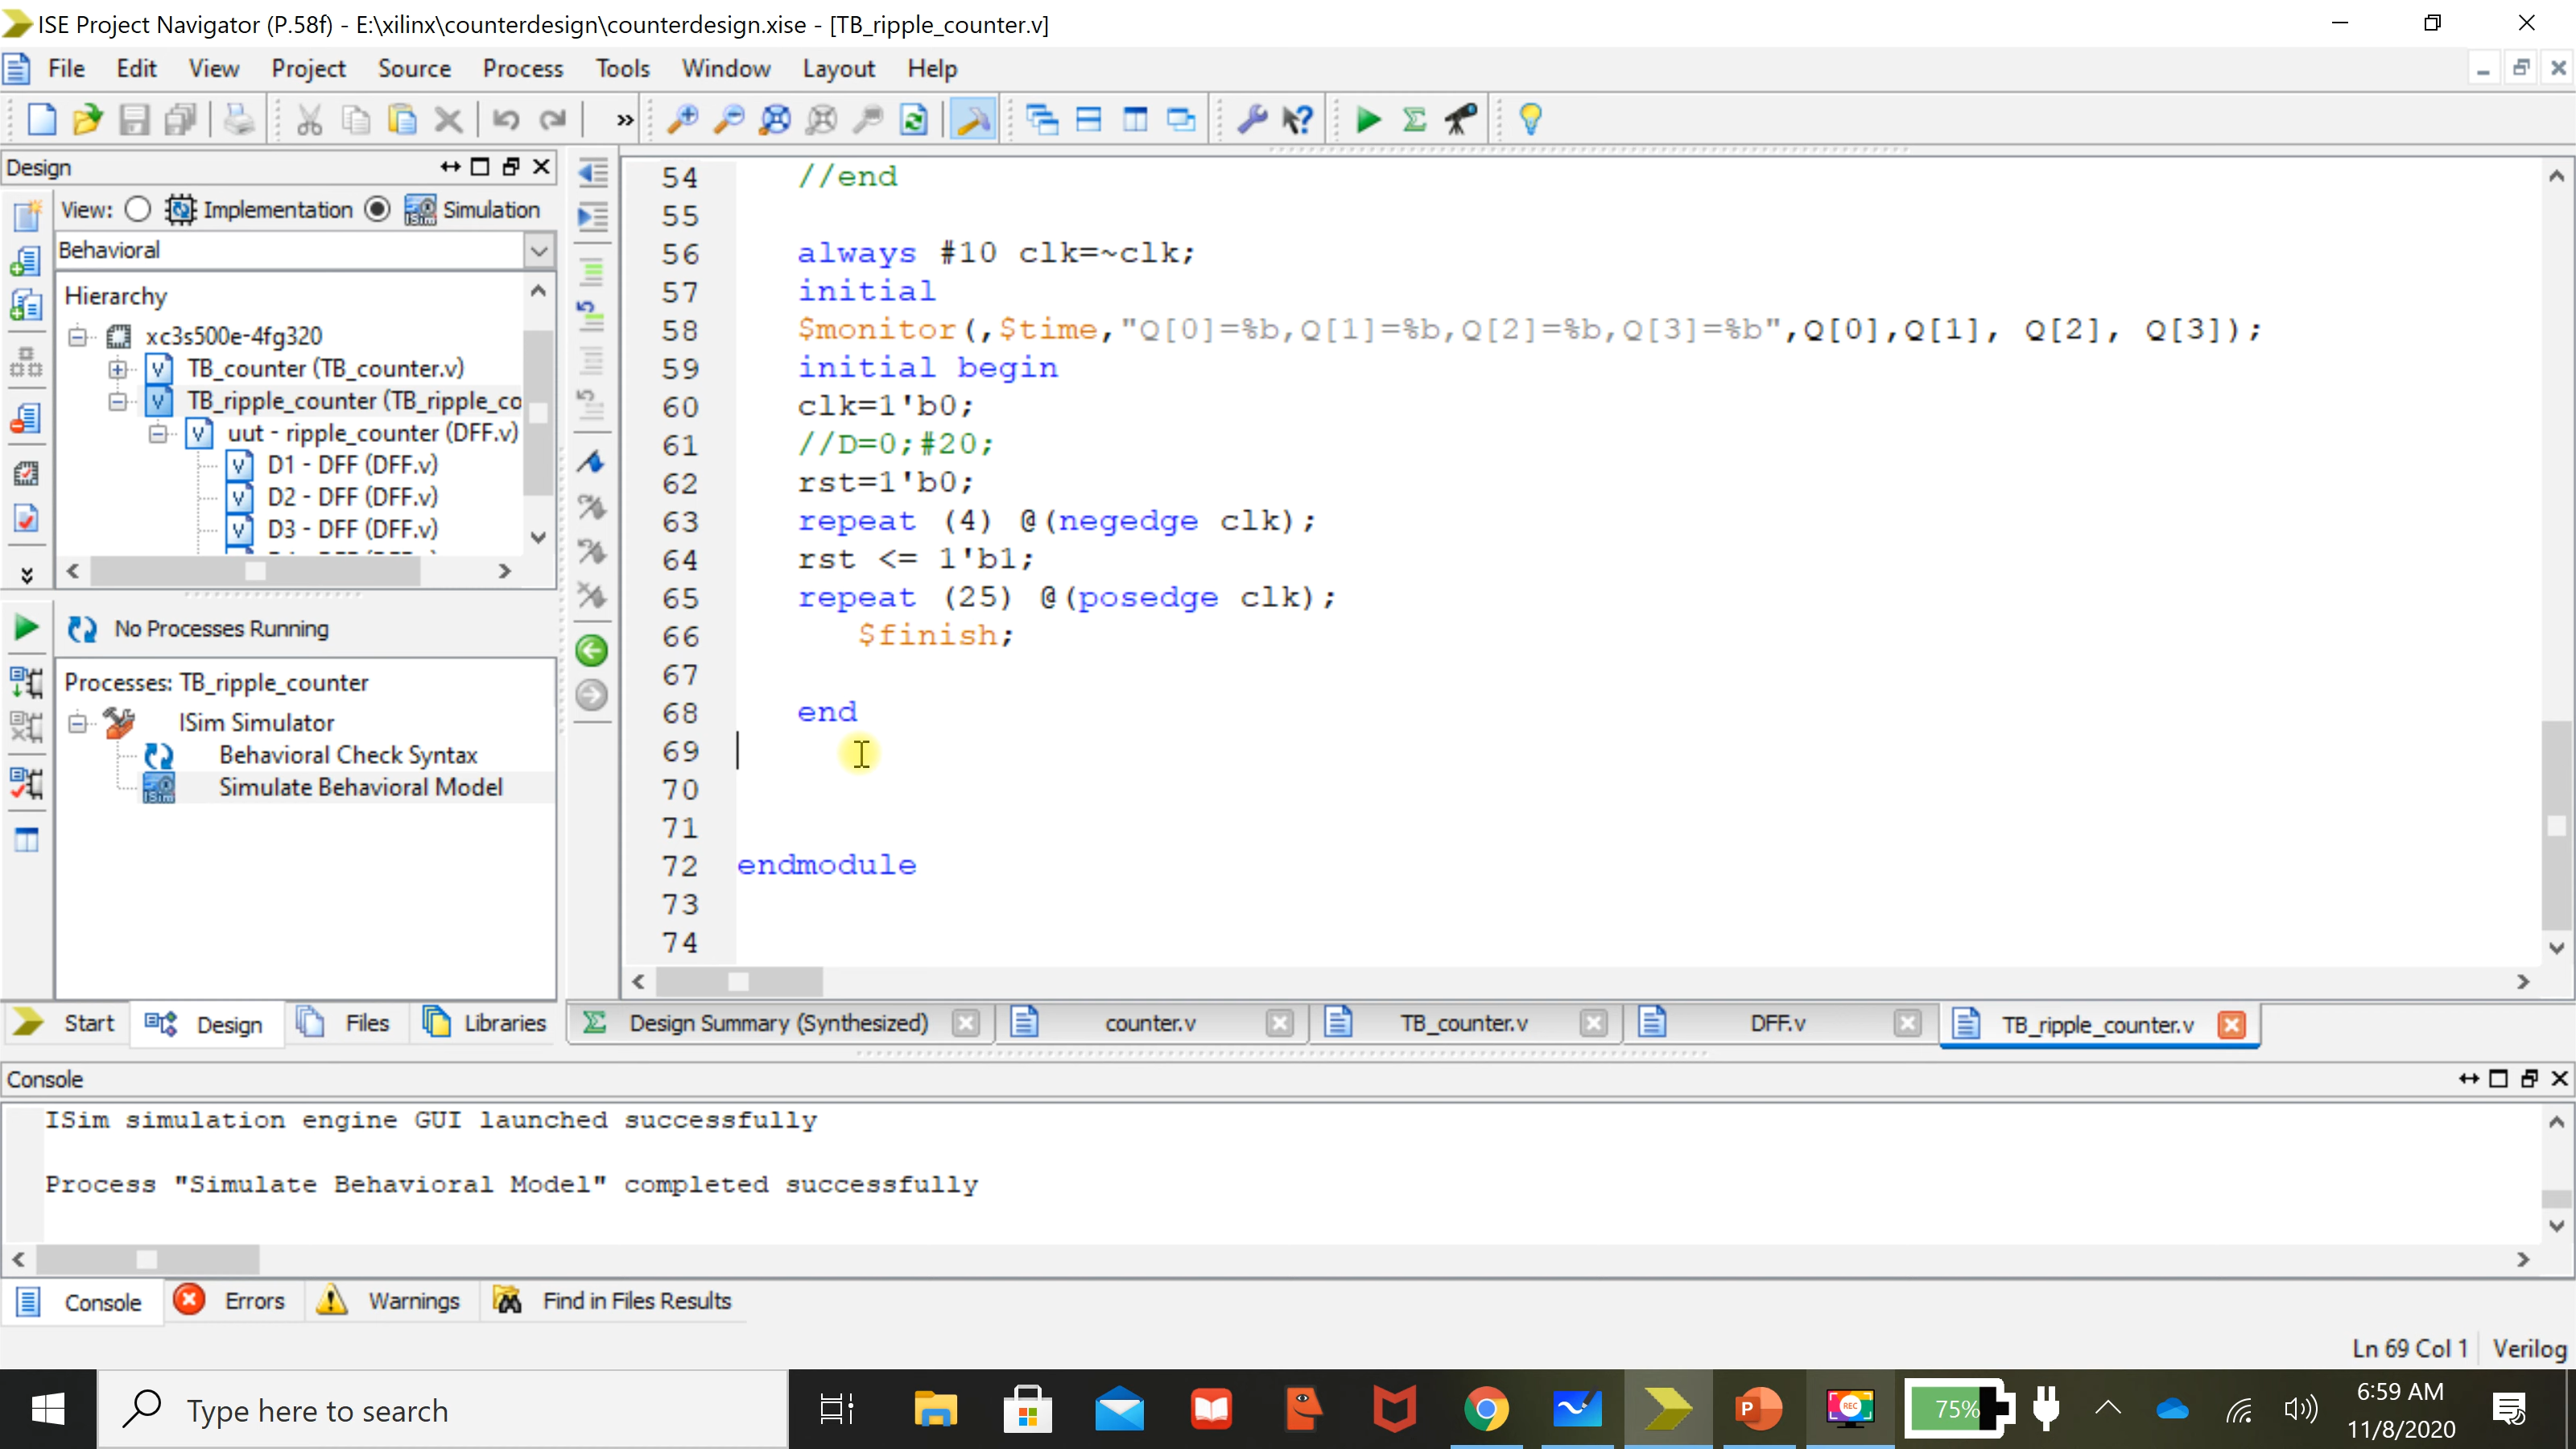 ISE Project Navigator (P.58f) - E:\xilinx\counterdesign\counterdesign.xise - [TB_ripple_counter.v]
File Edit View Project Source Process Tools Window Layout Help
Design
View: Implementation Simulation
Behavioral
Hierarchy
xc3s500e-4fg320
TB_counter (TB_counter.v)
TB_ripple_counter (TB_ripple_co
uut - ripple_counter (DFF.v)
D1 - DFF (DFF.v)
D2 - DFF (DFF.v)
D3 - DFF (DFF.v)
No Processes Running
Processes: TB_ripple_counter
ISim Simulator
Behavioral Check Syntax
Simulate Behavioral Model
Start Design Files Libraries
54 //end
55
56 always #10 clk=~clk;
57 initial
58 $monitor(,$time,"Q[0]=%b,Q[1]=%b,Q[2]=%b,Q[3]=%b",Q[0],Q[1], Q[2], Q[3]);
59 initial begin
60 clk=1'b0;
61 //D=0;#20;
62 rst=1'b0;
63 repeat (4) @(negedge clk);
64 rst <= 1'b1;
65 repeat (25) @(posedge clk);
66 $finish;
67
68 end
69
70
71
72 endmodule
73
74
Design Summary (Synthesized) counter.v TB_counter.v DFF.v TB_ripple_counter.v
Console
ISim simulation engine GUI launched successfully
Process "Simulate Behavioral Model" completed successfully
Console Errors Warnings Find in Files Results
Ln 69 Col 1 Verilog
Type here to search
75%
6:59 AM
11/8/2020